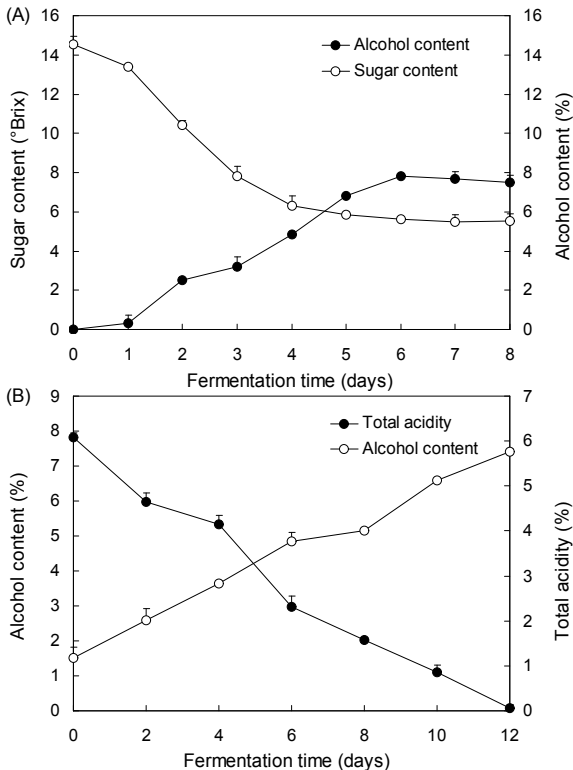 (A)
16
14
12
10
8
6
4
2
0
Sugar content (°Brix)
Alcohol content
Sugar content
16
14
12
10
8
6
4
2
0
Alcohol content (%)
0 1 2 3 4 5 6 7 8
Fermentation time (days)
(B)
9
8
7
6
5
4
3
2
1
0
Alcohol content (%)
Total acidity
Alcohol content
7
6
5
4
3
2
1
0
Total acidity (%)
0 2 4 6 8 10 12
Fermentation time (days)